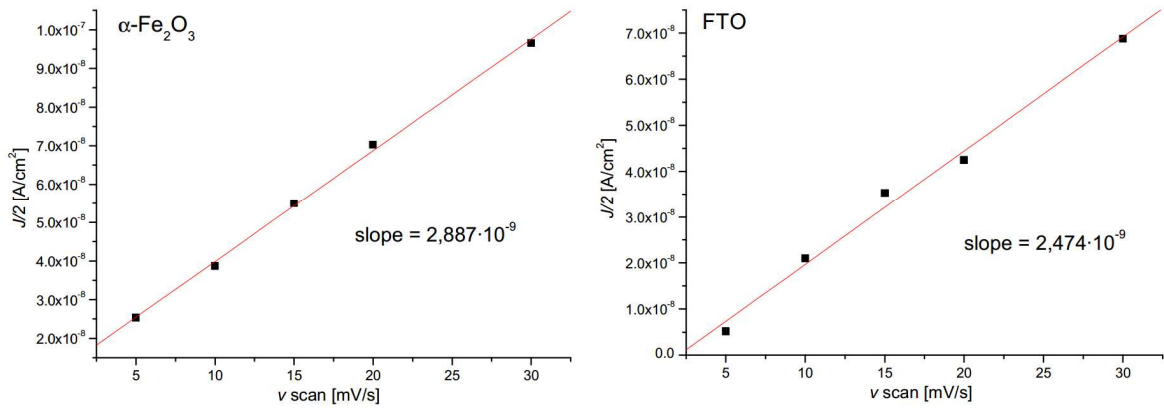 α-Fe₂O₃
1.0x10⁻⁷
9.0x10⁻⁸
8.0x10⁻⁸
7.0x10⁻⁸
6.0x10⁻⁸
5.0x10⁻⁸
4.0x10⁻⁸
3.0x10⁻⁸
2.0x10⁻⁸
J/2 [A/cm²]
slope = 2,887·10⁻⁹
5 10 15 20 25 30
v scan [mV/s]
FTO
7.0x10⁻⁸
6.0x10⁻⁸
5.0x10⁻⁸
4.0x10⁻⁸
3.0x10⁻⁸
2.0x10⁻⁸
1.0x10⁻⁸
0.0
J/2 [A/cm²]
slope = 2,474·10⁻⁹
5 10 15 20 25 30
v scan [mV/s]